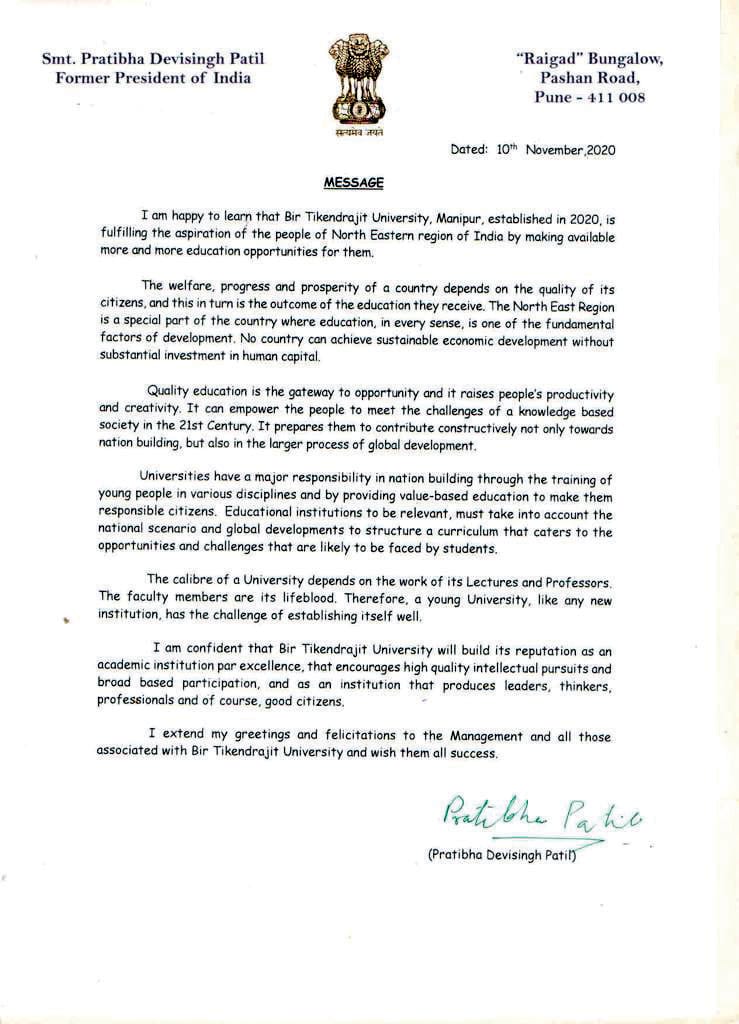 Smt. Pratibha Devisingh Patil
Former President of India
सत्यमेव जयते
"Raigad" Bungalow,
Pashan Road,
Pune - 411 008
Dated: 10th November,2020
MESSAGE
I am happy to learn that Bir Tikendrajit University, Manipur, established in 2020, is
fulfilling the aspiration of the people of North Eastern region of India by making available
more and more education opportunities for them.
The welfare, progress and prosperity of a country depends on the quality of its
citizens, and this in turn is the outcome of the education they receive. The North East Region
is a special part of the country where education, in every sense, is one of the fundamental
factors of development. No country can achieve sustainable economic development without
substantial investment in human capital.
Quality education is the gateway to opportunity and it raises people's productivity
and creativity. It can empower the people to meet the challenges of a knowledge based
society in the 21st Century. It prepares them to contribute constructively not only towards
nation building, but also in the larger process of global development.
Universities have a major responsibility in nation building through the training of
young people in various disciplines and by providing value-based education to make them
responsible citizens. Educational institutions to be relevant, must take into account the
national scenario and global developments to structure a curriculum that caters to the
opportunities and challenges that are likely to be faced by students.
The calibre of a University depends on the work of its Lectures and Professors.
The faculty members are its lifeblood. Therefore, a young University, like any new
institution, has the challenge of establishing itself well.
I am confident that Bir Tikendrajit University will build its reputation as an
academic institution par excellence, that encourages high quality intellectual pursuits and
broad based participation, and as an institution that produces leaders, thinkers,
professionals and of course, good citizens.
I extend my greetings and felicitations to the Management and all those
associated with Bir Tikendrajit University and wish them all success.
Pratibha Patil
(Pratibha Devisingh Patil)